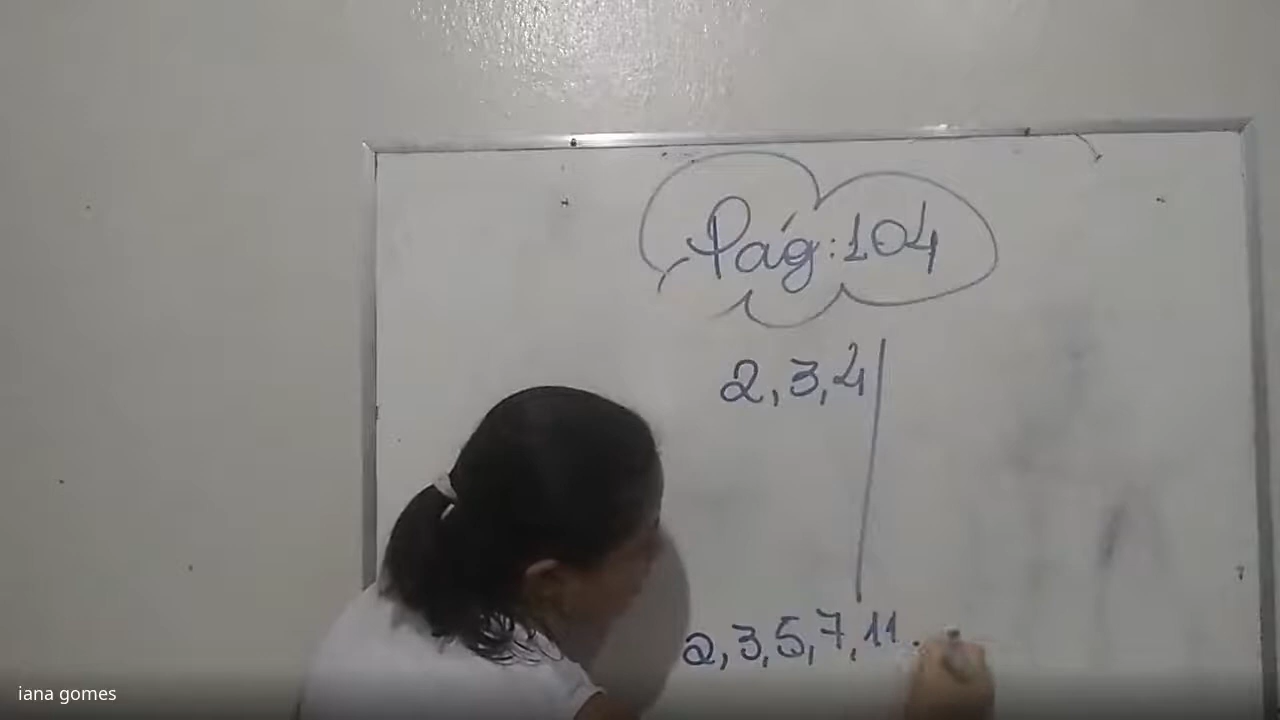 Pág: 104
2, 3, 4
2, 3, 5, 7, 11.
iana gomes